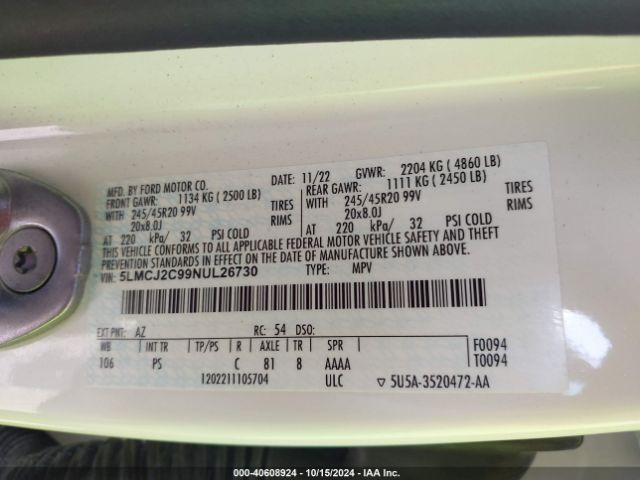 MFD. BY FORD MOTOR CO. DATE: 11/22 GVWR: 2204 KG ( 4860 LB)
FRONT GAWR: 1134 KG ( 2500 LB) REAR GAWR: 1111 KG ( 2450 LB)
WITH 245/45R20 99V TIRES WITH 245/45R20 99V TIRES
20x8.0J RIMS 20x8.0J RIMS
AT 220 kPa/ 32 PSI COLD AT 220 kPa/ 32 PSI COLD
THIS VEHICLE CONFORMS TO ALL APPLICABLE FEDERAL MOTOR VEHICLE SAFETY AND THEFT
PREVENTION STANDARDS IN EFFECT ON THE DATE OF MANUFACTURE SHOWN ABOVE.
VIN: 5LMCJ2C99NUL26730 TYPE: MPV
EXT PNT: AZ RC: 54 DSO: F0094
WB INT TR TP/PS R AXLE TR SPR T0094
106 PS C 81 8 AAAA
1202211105704 ULC ▽ 5U5A-3520472-AA
000-40608924 | 10/15/2024 | IAA Inc.